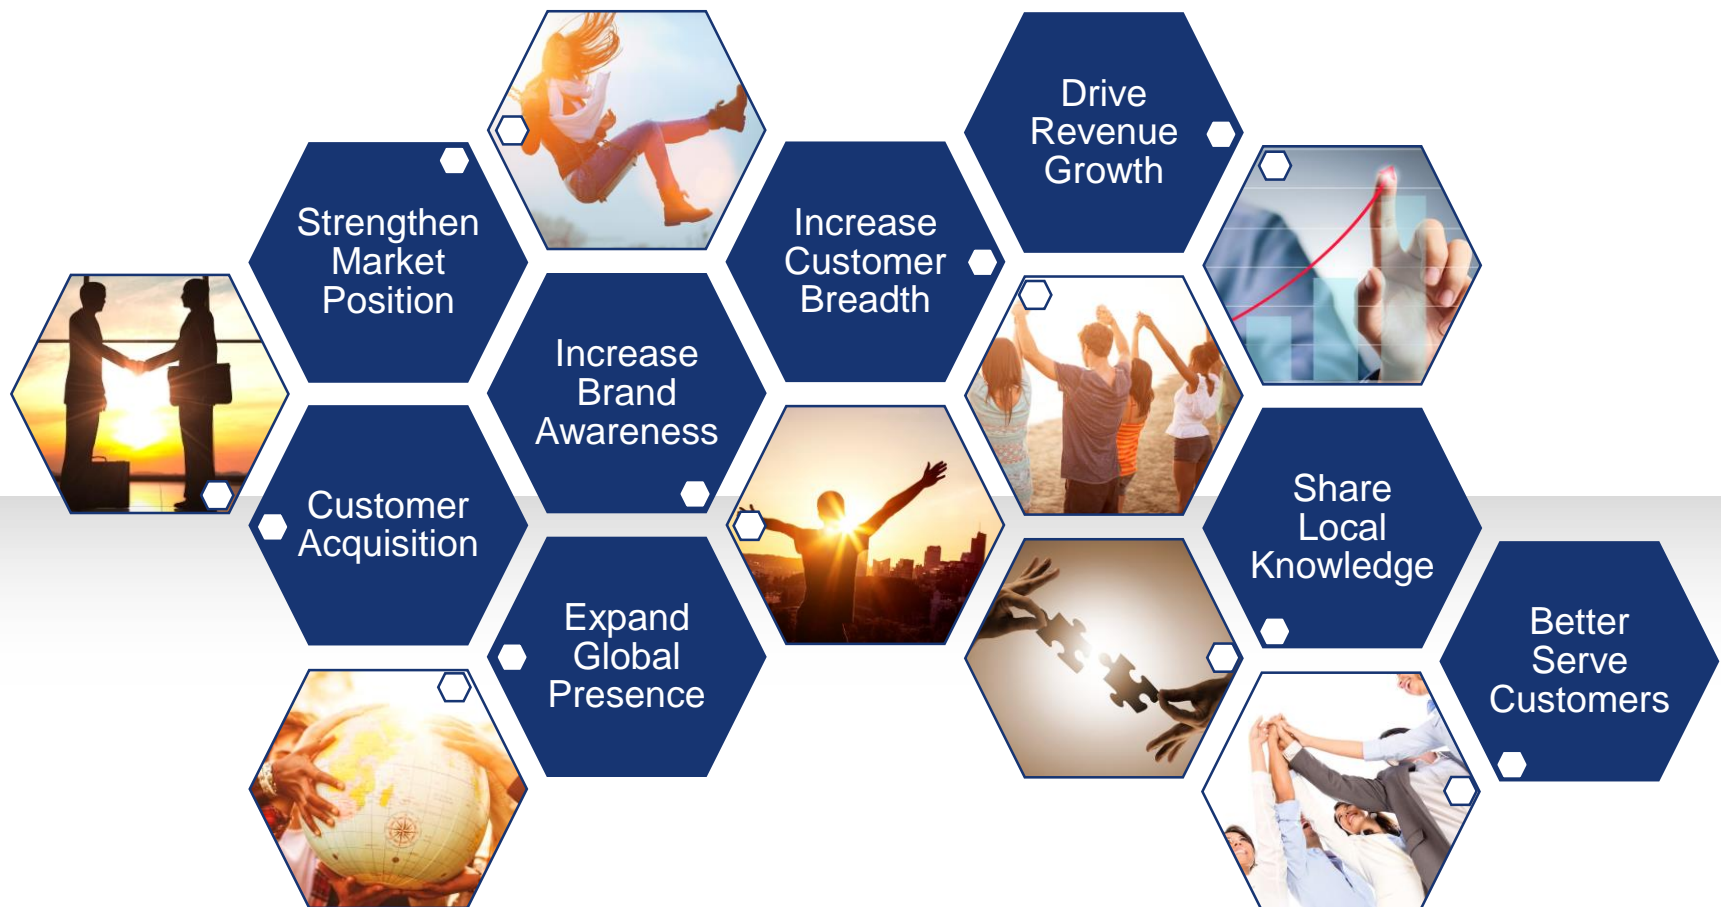 Drive
Revenue
Growth
Strengthen
Market
Position
Increase
Customer
Breadth
Increase
Brand
Awareness
Customer
Acquisition
Share
Local
Knowledge
Expand
Global
Presence
Better
Serve
Customers